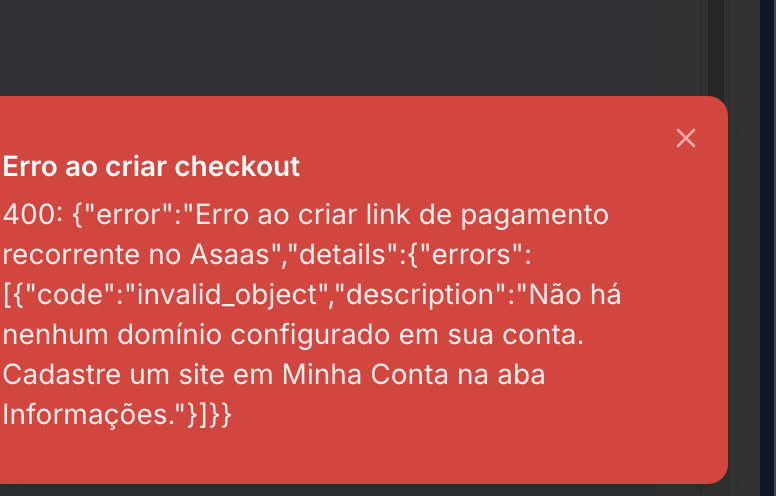 Erro ao criar checkout
400: {"error":"Erro ao criar link de pagamento
recorrente no Asaas","details":{"errors":
[{"code":"invalid_object","description":"Não há
nenhum domínio configurado em sua conta.
Cadastre um site em Minha Conta na aba
Informações."}]}}